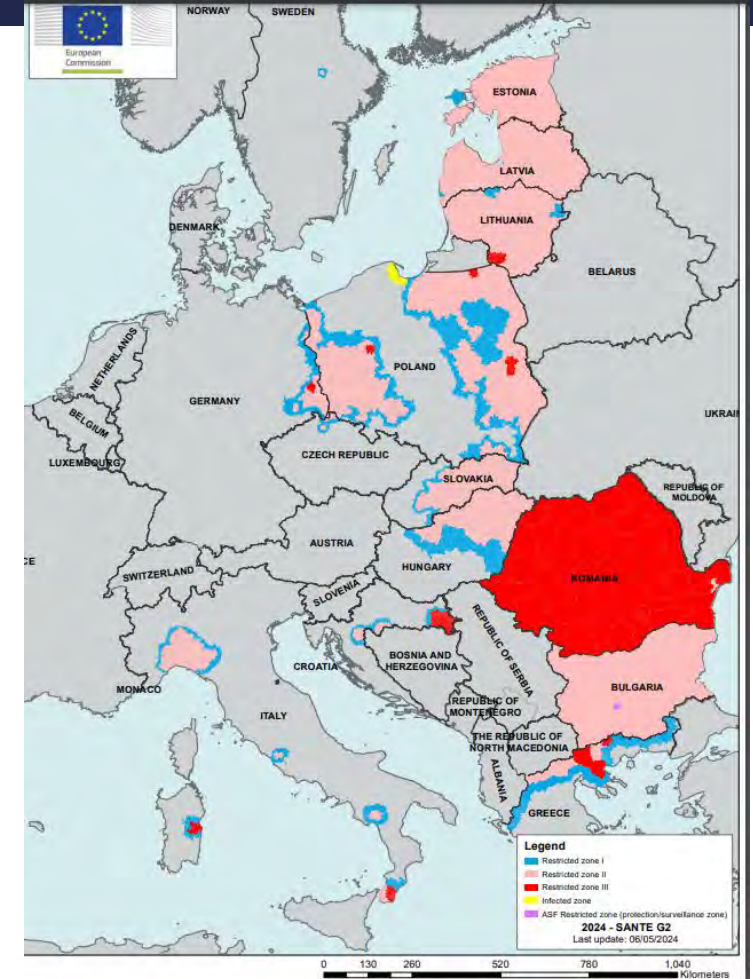 NORWAY
SWEDEN
European
Commission
ESTONIA
LATVIA
LITHUANIA
DENMARK
BELARUS
NETHERLANDS
POLAND
GERMANY
BELGIUM
UKRAI
CZECH REPUBLIC
LUXEMBOURG
SLOVAKIA
REPUBLIC OF
MOLDOVA
AUSTRIA
CE
HUNGARY
SWITZERLAND
ROMANIA
SLOVENIA
REPUBLIC OF SERBIA
BOSNIA AND
HERZEGOVINA
CROATIA
MONACO
BULGARIA
REPUBLIC OF
MONTENEGRO
ITALY
THE REPUBLIC OF
NORTH MACEDONIA
ALBANIA
GREECE
Legend
Restricted zone I
Restricted zone II
Restricted zone III
Infected zone
ASF Restricted zone (protection/surveillance zone)
2024 - SANTE G2
Last update: 06/05/2024
0 130 260 520 780 1,040
Kilometers